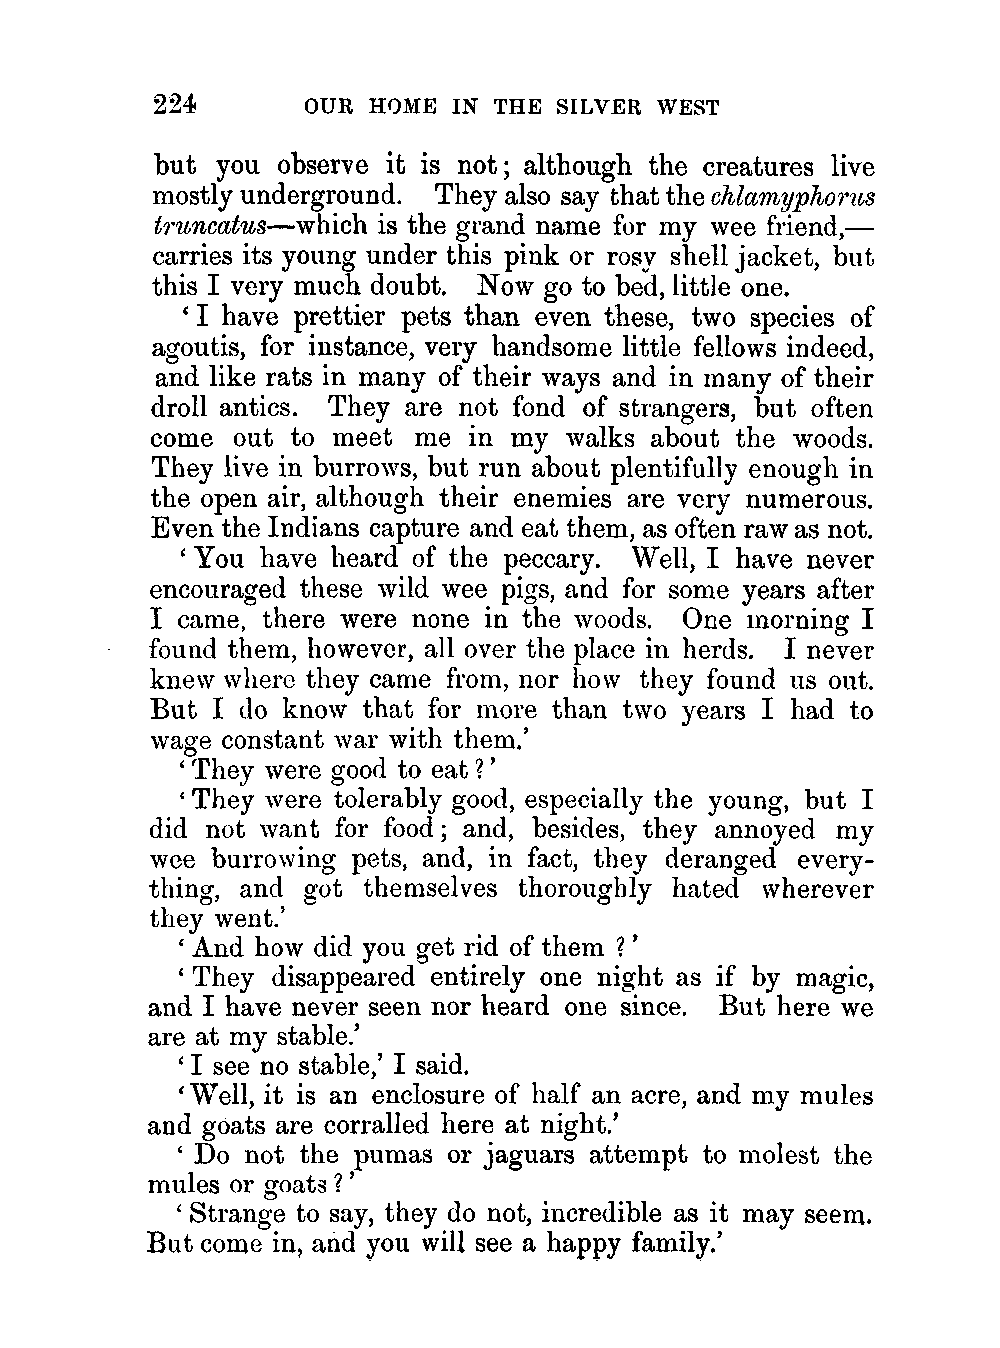 224 OUR HOME IN THE SILVER WEST
but you observe it is not; although the creatures live
mostly underground. They also say that the chlamyphorus
truncatus—which is the grand name for my wee friend,—
carries its young under this pink or rosy shell jacket, but
this I very much doubt. Now go to bed, little one.
‘I have prettier pets than even these, two species of
agoutis, for instance, very handsome little fellows indeed,
and like rats in many of their ways and in many of their
droll antics. They are not fond of strangers, but often
come out to meet me in my walks about the woods.
They live in burrows, but run about plentifully enough in
the open air, although their enemies are very numerous.
Even the Indians capture and eat them, as often raw as not.
‘You have heard of the peccary. Well, I have never
encouraged these wild wee pigs, and for some years after
I came, there were none in the woods. One morning I
found them, however, all over the place in herds. I never
knew where they came from, nor how they found us out.
But I do know that for more than two years I had to
wage constant war with them.’
‘They were good to eat?’
‘They were tolerably good, especially the young, but I
did not want for food; and, besides, they annoyed my
wee burrowing pets, and, in fact, they deranged every-
thing, and got themselves thoroughly hated wherever
they went.’
‘And how did you get rid of them?’
‘They disappeared entirely one night as if by magic,
and I have never seen nor heard one since. But here we
are at my stable.’
‘I see no stable,’ I said.
‘Well, it is an enclosure of half an acre, and my mules
and goats are corralled here at night.’
‘Do not the pumas or jaguars attempt to molest the
mules or goats?’
‘Strange to say, they do not, incredible as it may seem.
But come in, and you will see a happy family.’